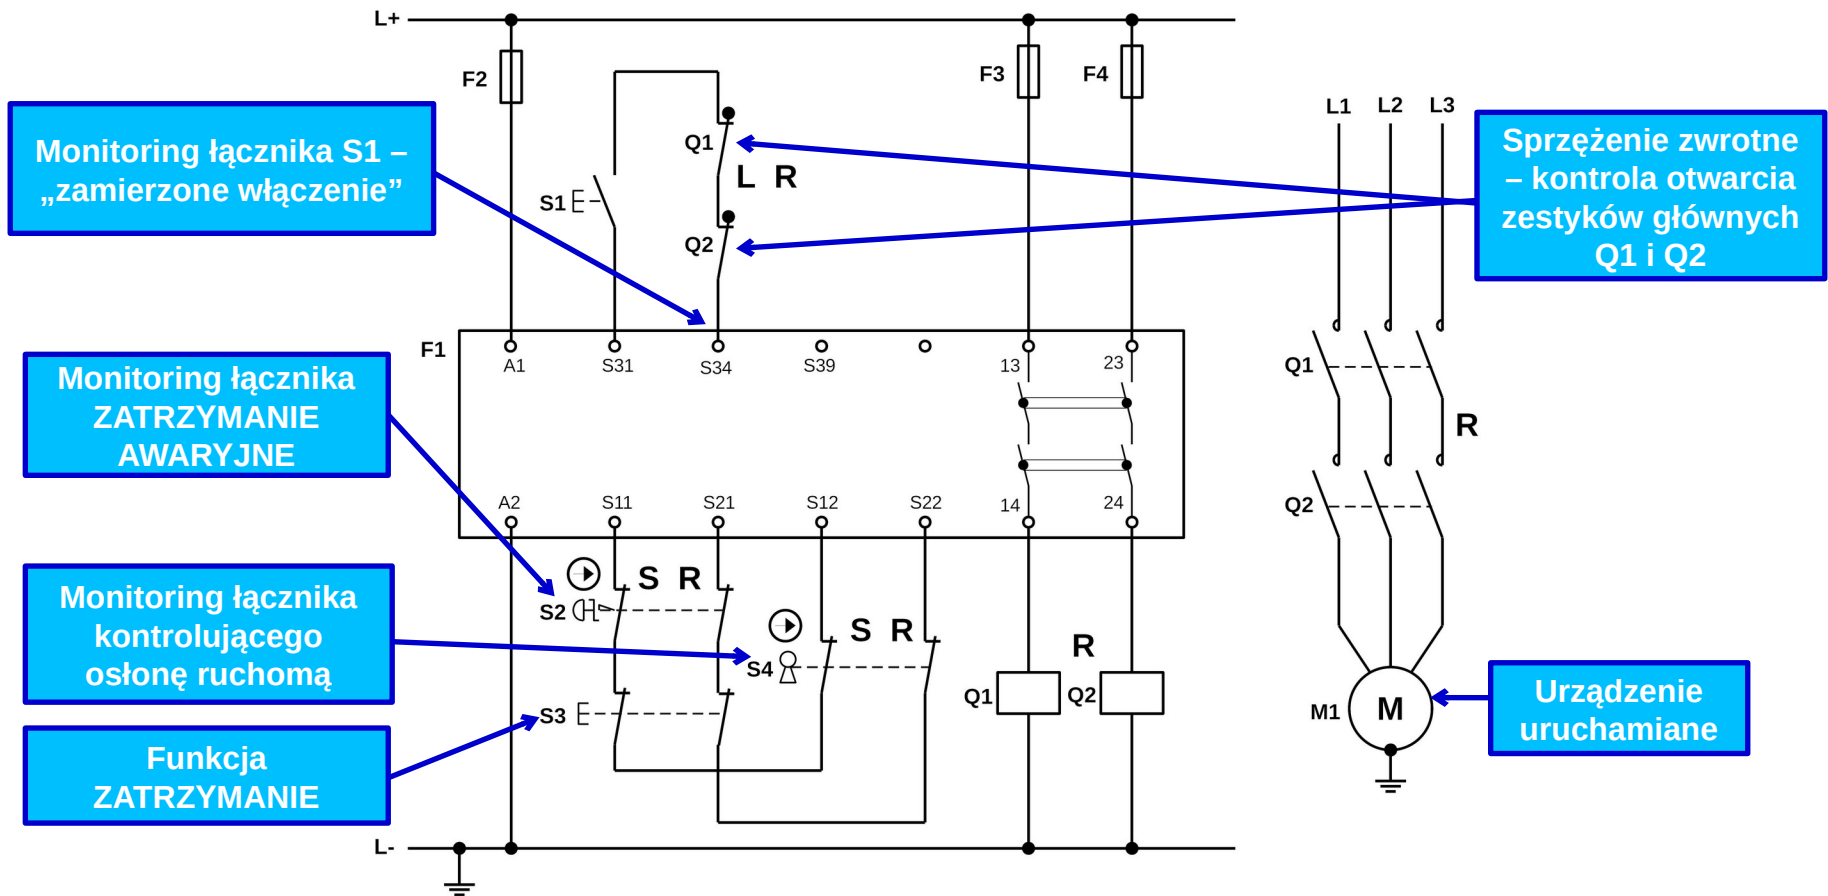 L+
F2
F3
F4
L1 L2 L3
Monitoring łącznika S1 –
„zamierzone włączenie”
Q1
L R
S1
Q2
Sprzężenie zwrotne
– kontrola otwarcia
zestyków głównych
Q1 i Q2
F1
A1 S31 S34 S39 13 23
Monitoring łącznika
ZATRZYMANIE
AWARYJNE
Q1
R
Q2
A2 S11 S21 S12 S22 14 24
Monitoring łącznika
kontrolującego
osłonę ruchomą
S R
S2
S R
S4
R
S3
Q1
Q2
M1
M
Urządzenie
uruchamiane
Funkcja
ZATRZYMANIE
L-